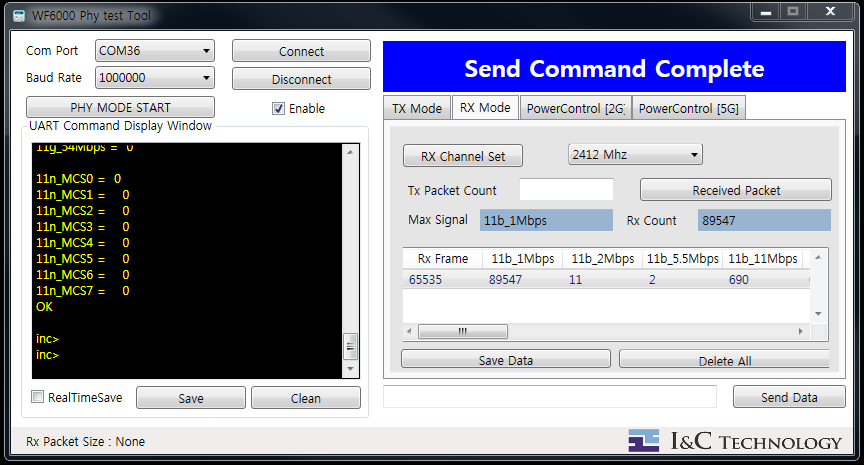 WF6000 Phy test Tool
Com Port COM36 Connect
Baud Rate 1000000 Disconnect
PHY MODE START Enable
UART Command Display Window
11g_54Mbps = 0
11n_MCS0 = 0
11n_MCS1 = 0
11n_MCS2 = 0
11n_MCS3 = 0
11n_MCS4 = 0
11n_MCS5 = 0
11n_MCS6 = 0
11n_MCS7 = 0
OK
inc>
inc>
RealTimeSave Save Clean
Send Command Complete
TX Mode RX Mode PowerControl [2G] PowerControl [5G]
RX Channel Set 2412 Mhz
Tx Packet Count Received Packet
Max Signal 11b_1Mbps Rx Count 89547
Rx Frame 11b_1Mbps 11b_2Mbps 11b_5.5Mbps 11b_11Mbps
65535 89547 11 2 690
Save Data Delete All
Send Data
Rx Packet Size : None
I&C TECHNOLOGY